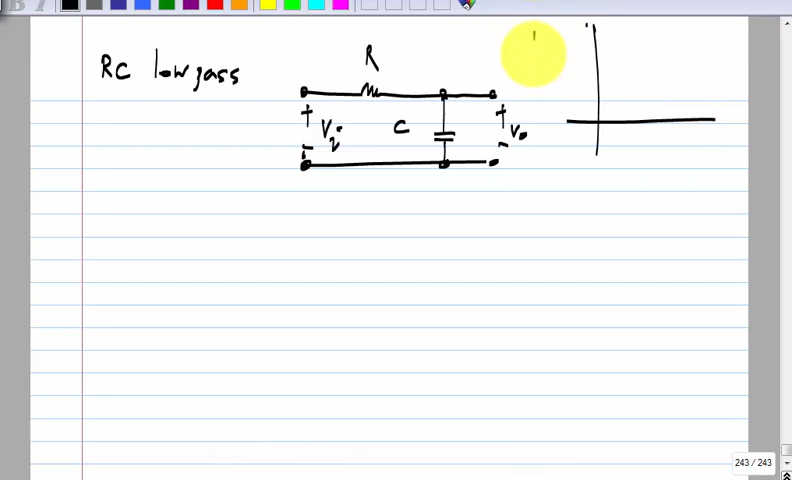 RC lowpass
R
+ + 
Vi C Vo
- -
243 / 243